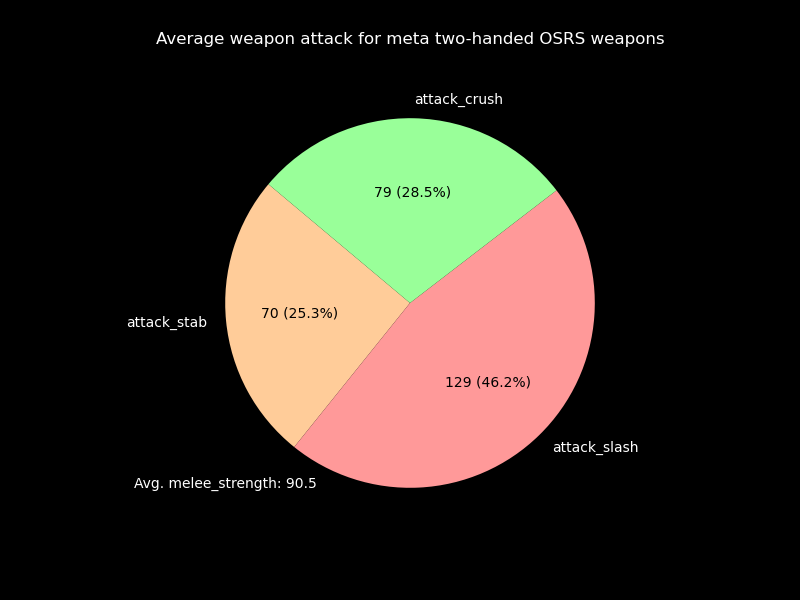 Average weapon attack for meta two-handed OSRS weapons
attack_crush
79 (28.5%)
70 (25.3%)
attack_stab
129 (46.2%)
attack_slash
Avg. melee_strength: 90.5